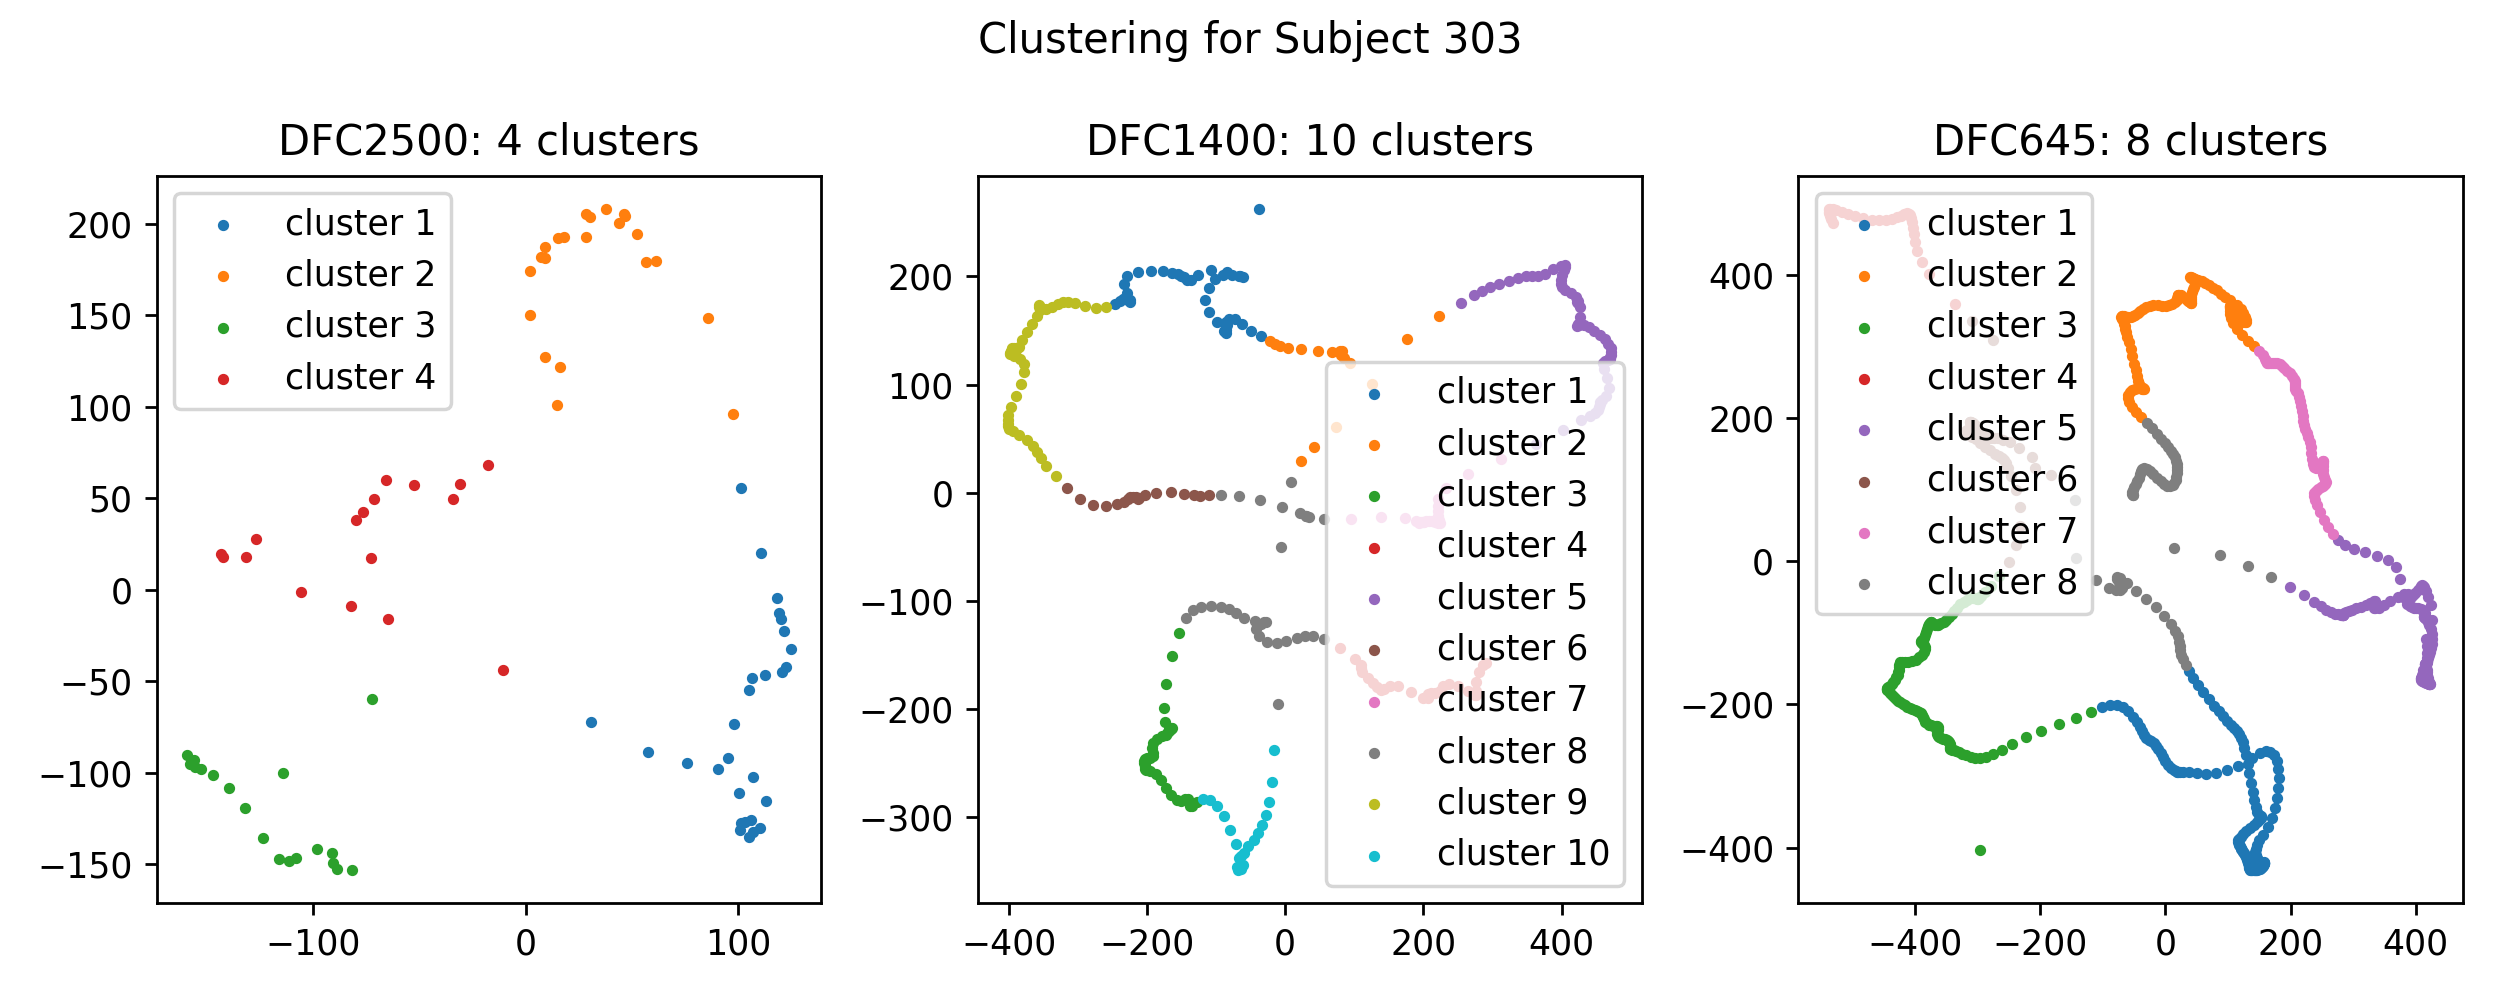 Clustering for Subject 303
DFC2500: 4 clusters
200
150
100
50
0
−50
−100
−150
−100
0
100
cluster 1
cluster 2
cluster 3
cluster 4
DFC1400: 10 clusters
200
100
0
−100
−200
−300
−400
−200
0
200
400
cluster 1
cluster 2
cluster 3
cluster 4
cluster 5
cluster 6
cluster 7
cluster 8
cluster 9
cluster 10
DFC645: 8 clusters
400
200
0
−200
−400
−400
−200
0
200
400
cluster 1
cluster 2
cluster 3
cluster 4
cluster 5
cluster 6
cluster 7
cluster 8